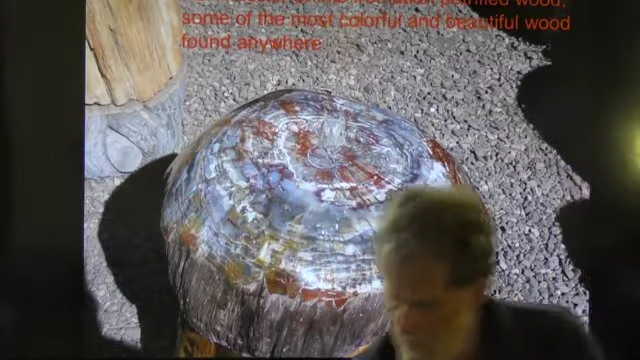 petrified wood,
some of the most colorful and beautiful wood
found anywhere